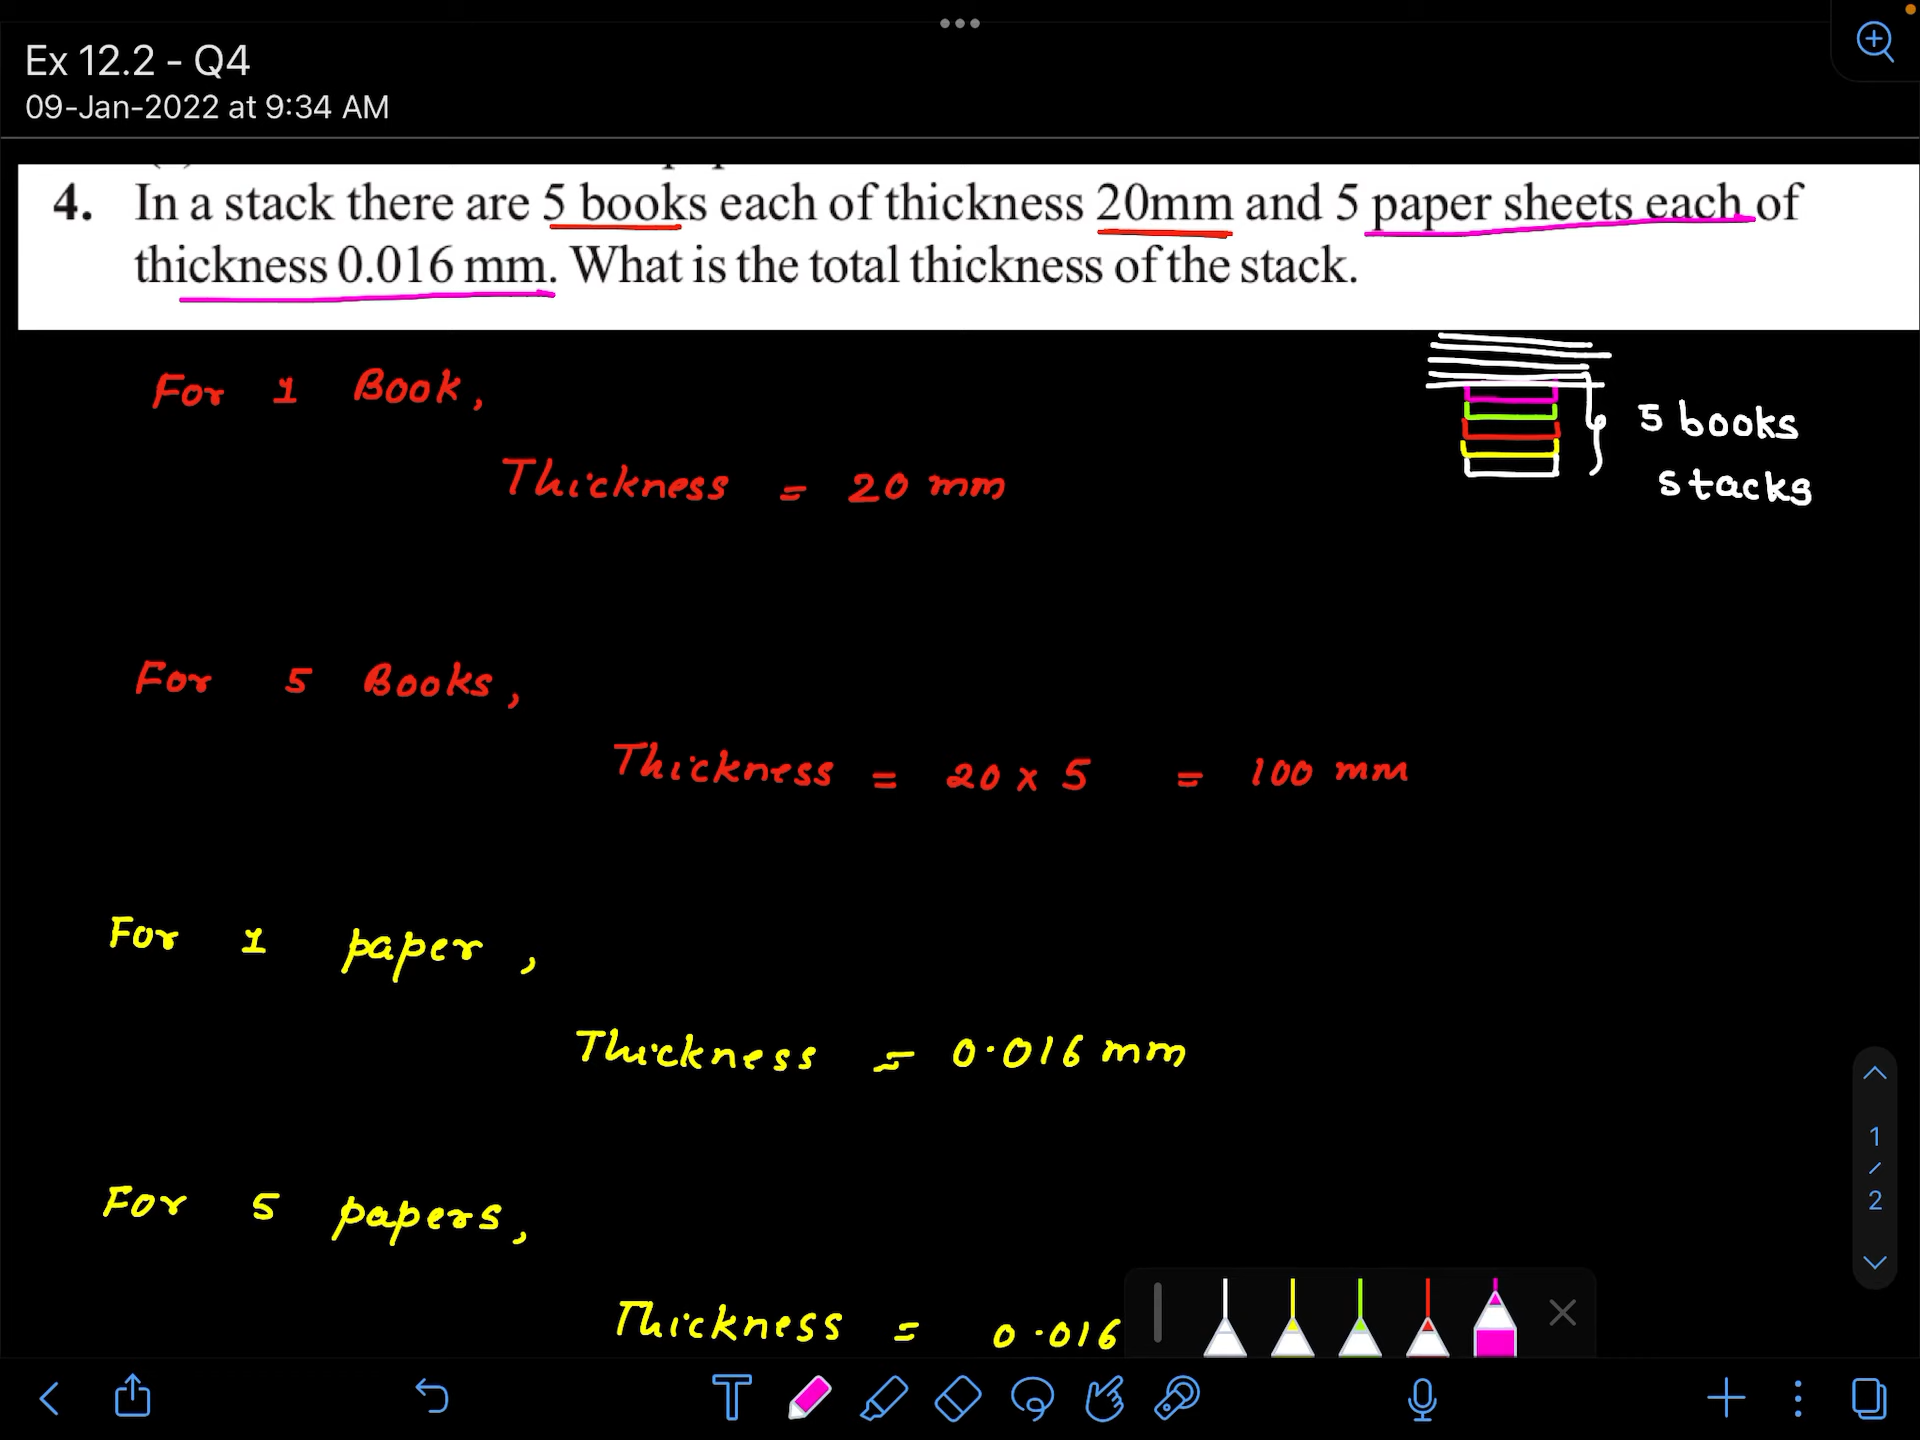 Ex 12.2 - Q4
09-Jan-2022 at 9:34 AM
4. In a stack there are 5 books each of thickness 20mm and 5 paper sheets each of
thickness 0.016 mm. What is the total thickness of the stack.
For 1 Book,
5 books
stacks
Thickness = 20 mm
For 5 Books,
Thickness = 20 x 5 = 100 mm
For 1 paper,
Thickness = 0.016 mm
For 5 papers,
Thickness = 0.016
1
/
2
T